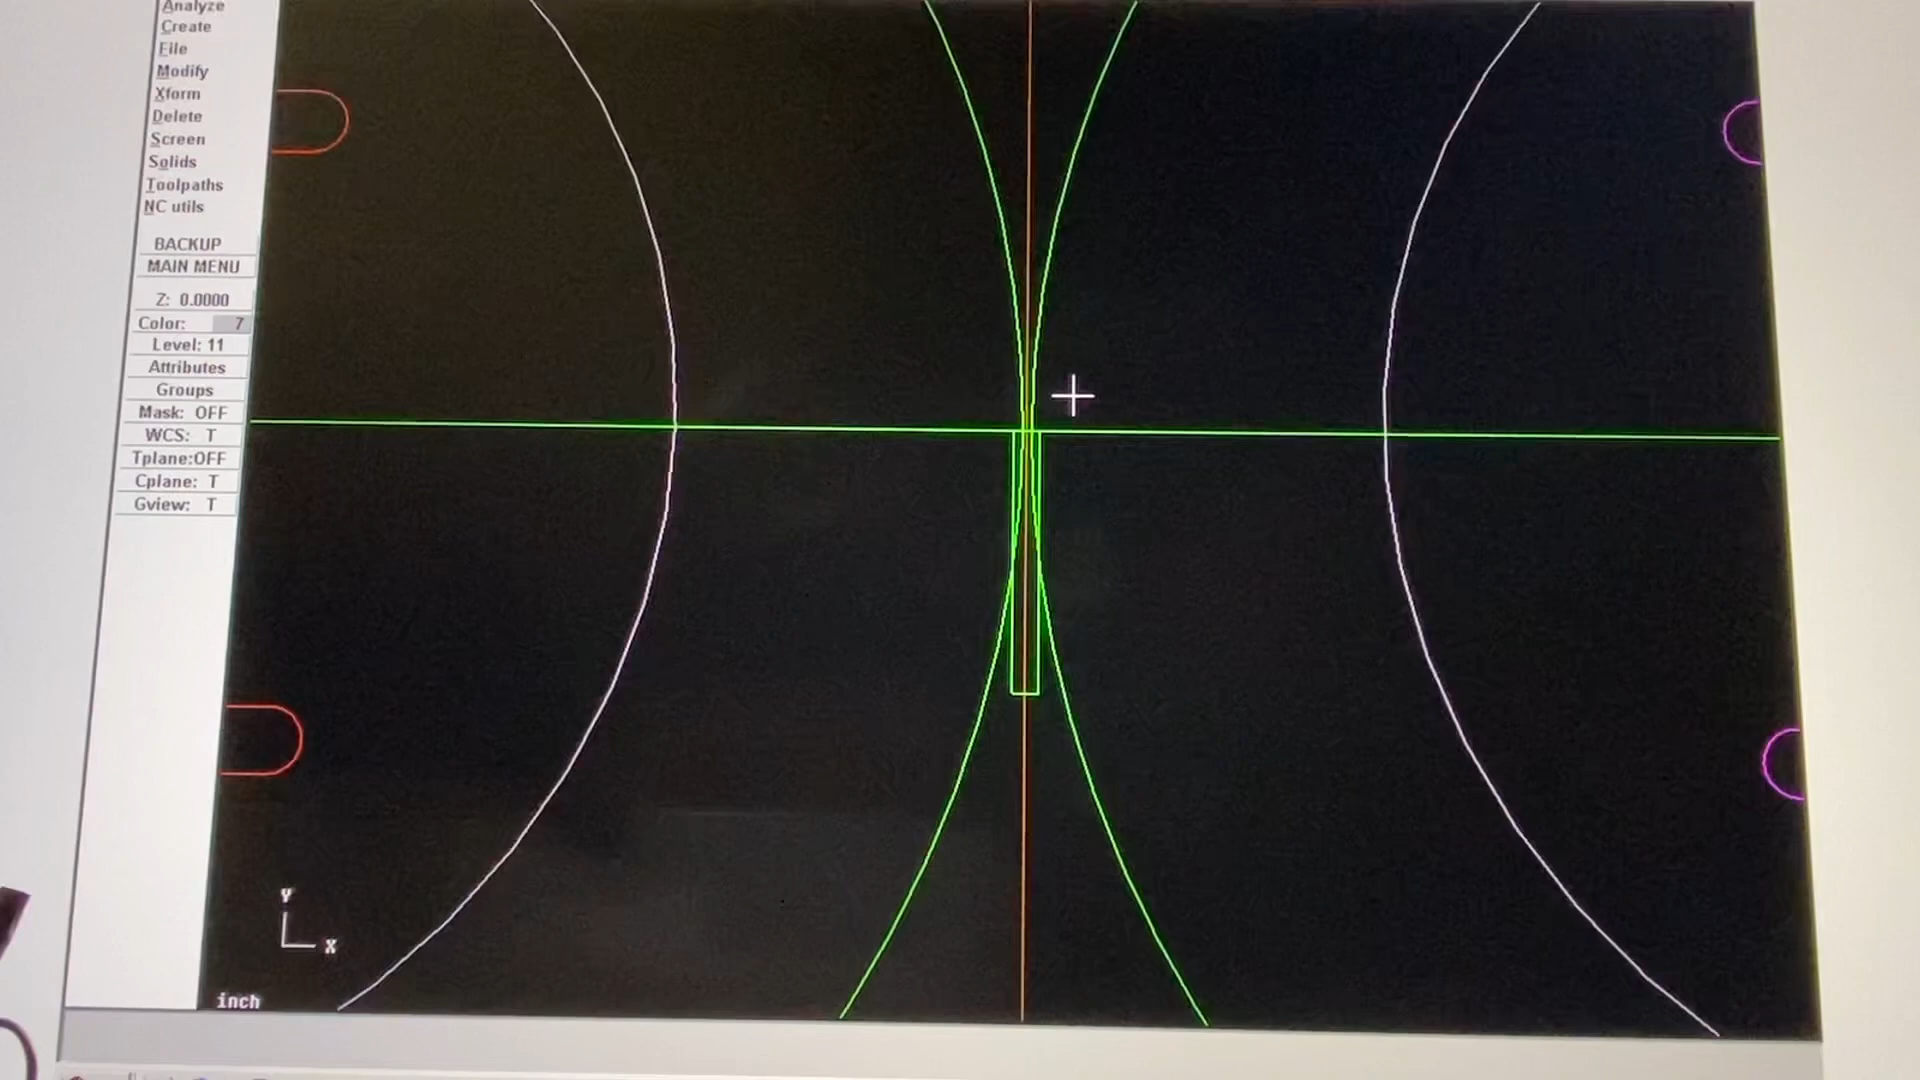 Analyze
Create
File
Modify
Xform
Delete
Screen
Solids
Toolpaths
NC utils
BACKUP
MAIN MENU
Z: 0.0000
Color: 7
Level: 11
Attributes
Groups
Mask: OFF
WCS: T
Tplane:OFF
Cplane: T
Gview: T
Y
X
inch